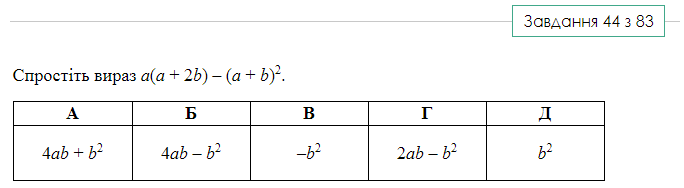 Завдання 44 з 83
Спростіть вираз a(a + 2b) – (a + b)².
А Б В Г Д
4ab + b² 4ab – b² –b² 2ab – b² b²